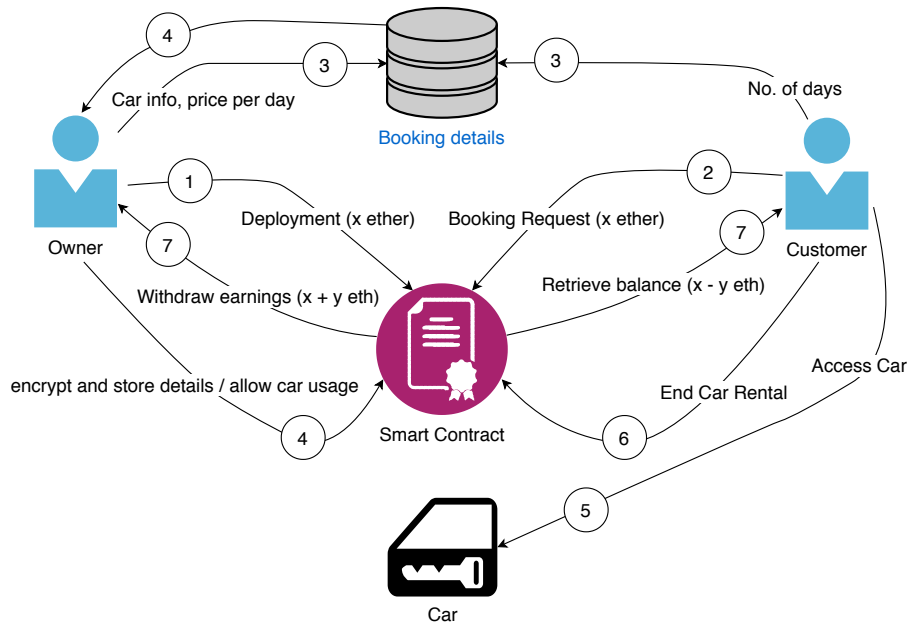 4
3
3
Car info, price per day
No. of days
Booking details
1
2
Deployment (x ether)
Booking Request (x ether)
7
7
Owner
Customer
Withdraw earnings (x + y eth)
Retrieve balance (x - y eth)
Access Car
encrypt and store details / allow car usage
End Car Rental
4
Smart Contract
6
5
Car